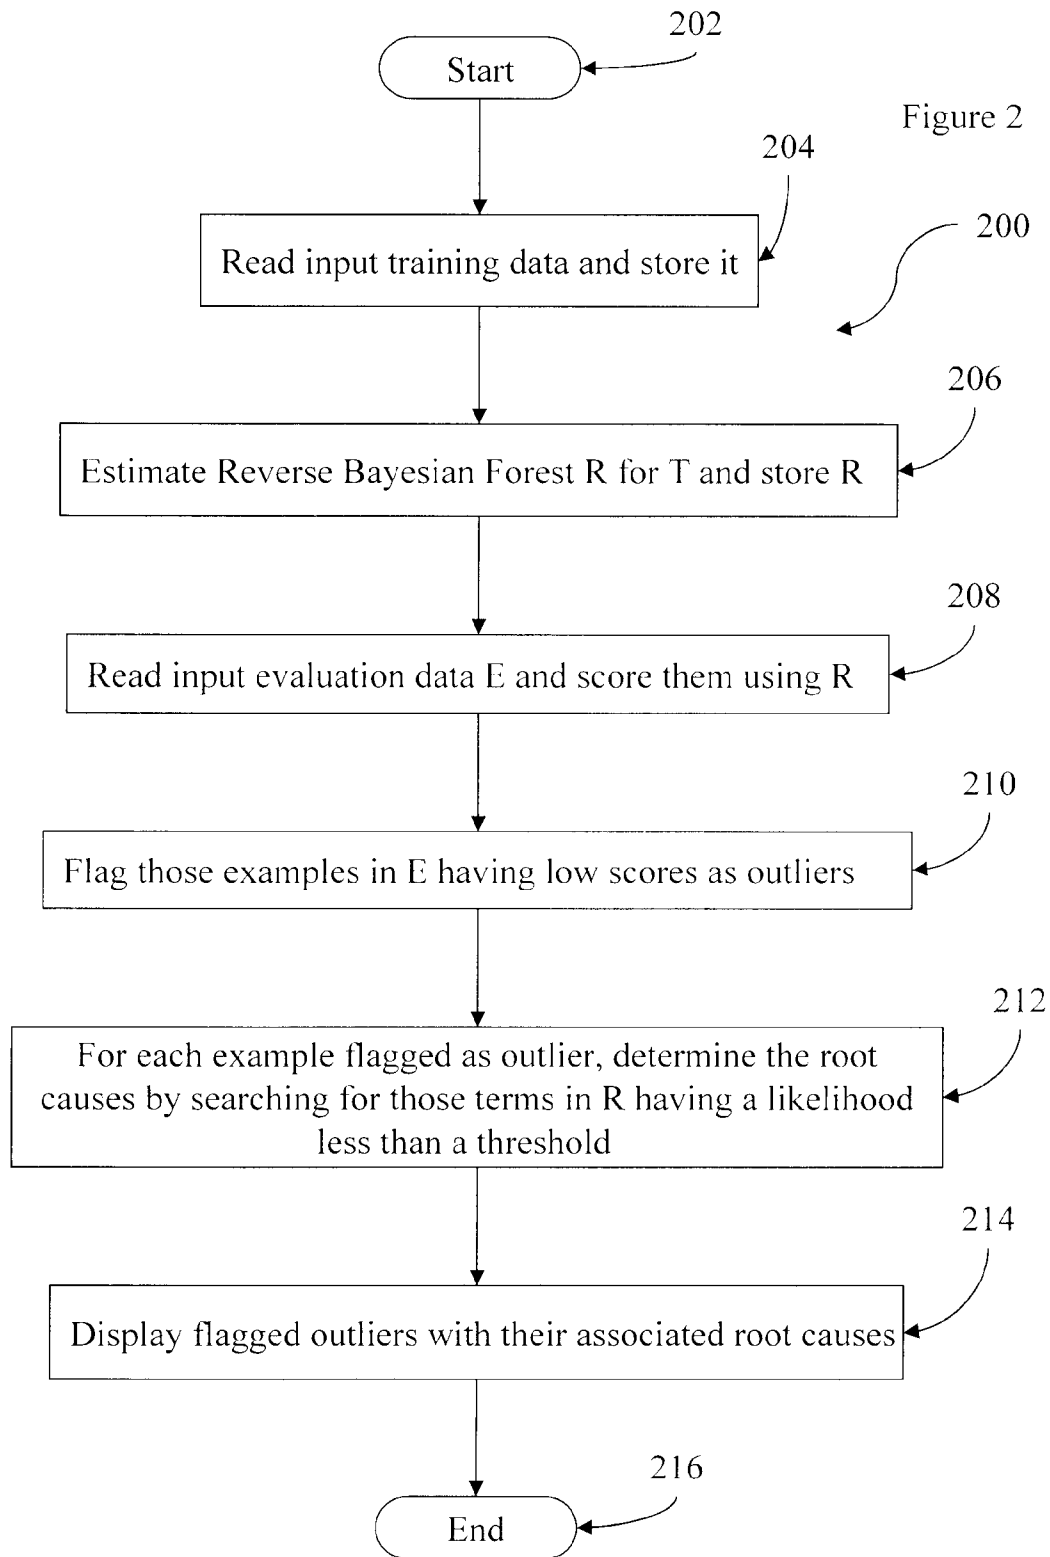 202
Start
Figure 2
204
200
Read input training data and store it
206
Estimate Reverse Bayesian Forest R for T and store R
208
Read input evaluation data E and score them using R
210
Flag those examples in E having low scores as outliers
212
For each example flagged as outlier, determine the root
causes by searching for those terms in R having a likelihood
less than a threshold
214
Display flagged outliers with their associated root causes
216
End